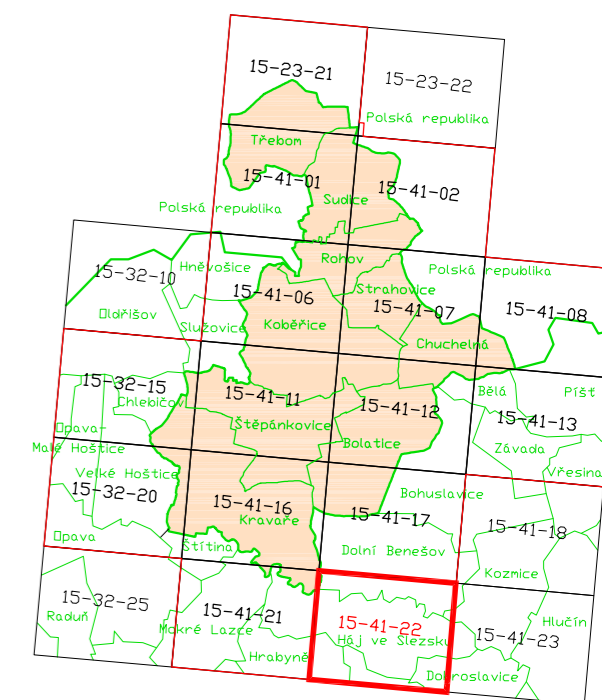 15-23-21
15-23-22
Polská republika
Třebom
15-41-01
15-41-02
Sudice
Polská republika
Rohov
Hněvošice
Polská republika
15-32-10
Strahovice
15-41-06
15-41-07
15-41-08
Oldřišov
Služovice
Kobeřice
Chuchelná
15-32-15
Bělá
Píšť
15-41-11
Chlebičov
15-41-12
15-41-13
Opava-
Štěpánkovice
Malé Hoštice
Bolatice
Závada
Velké Hoštice
Vřesina
15-32-20
Bohuslavice
15-41-16
Kravaře
15-41-17
15-41-18
Opava
Štítina
Dolní Benešov
Kozmice
15-32-25
Raduň
15-41-21
Hlučín
Mokré Lazce
15-41-22
Háj ve Slezsku
15-41-23
Hrabyně
Dobroslavice